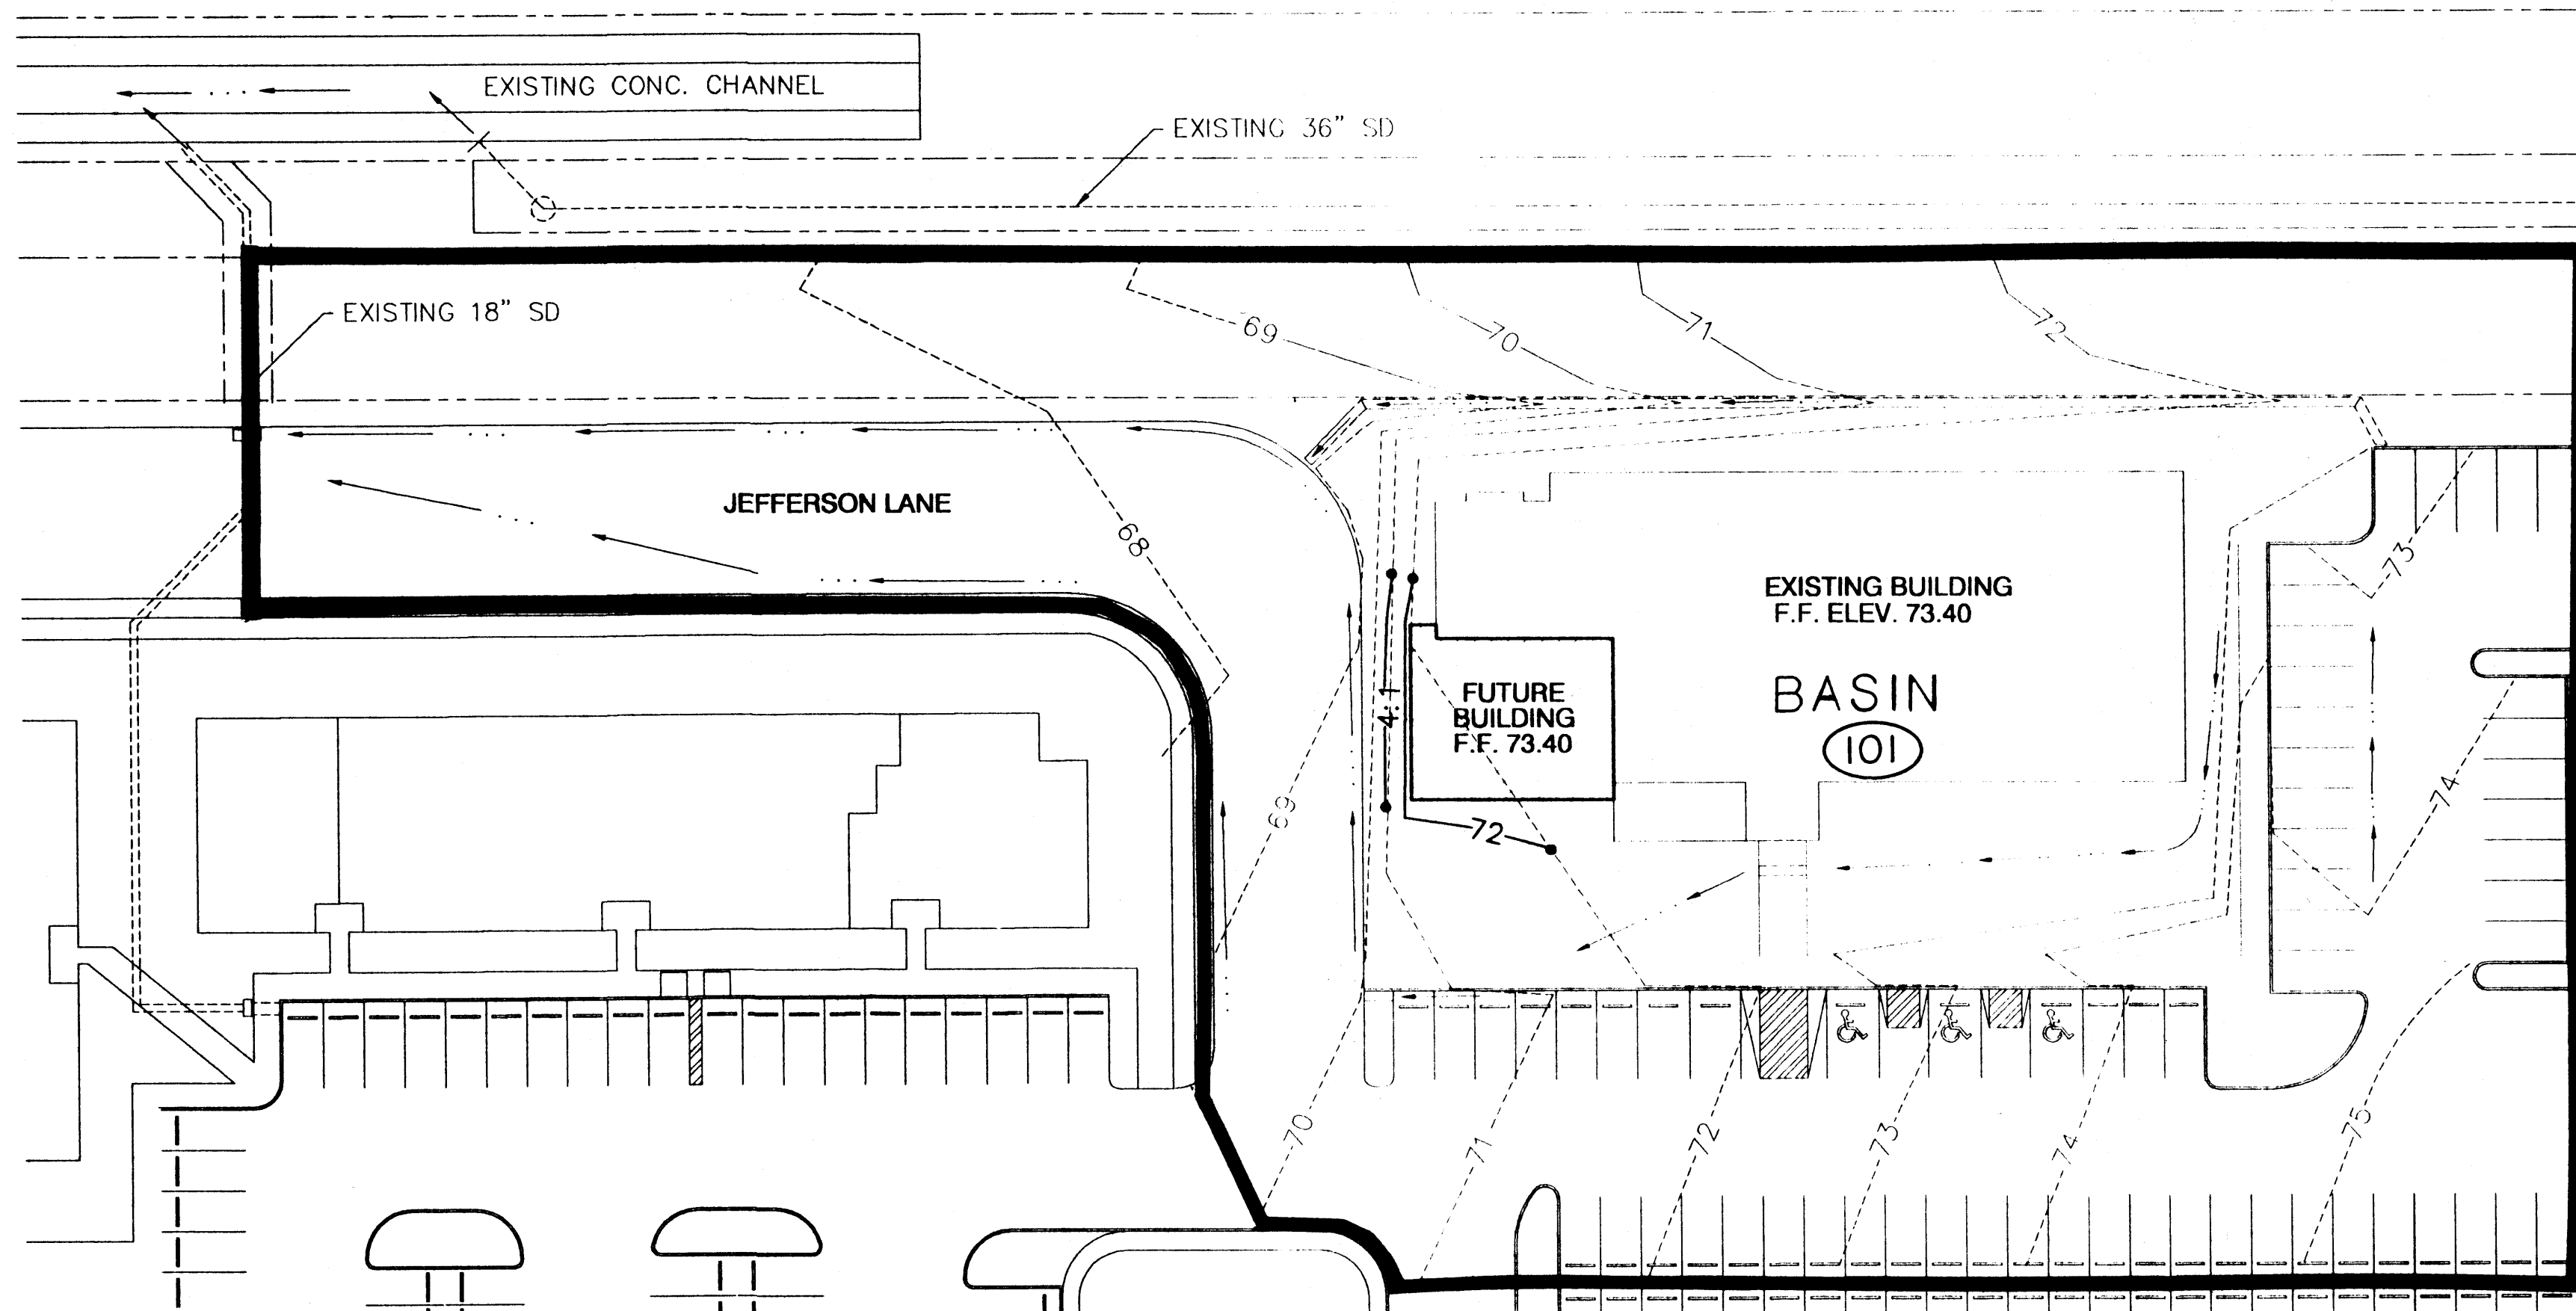 EXISTING CONC. CHANNEL
EXISTING 36" SD
EXISTING 18" SD
69
70
71
72
JEFFERSON LANE
68
73
EXISTING BUILDING
F.F. ELEV. 73.40
BASIN
101
FUTURE
BUILDING
F.F. 73.40
4:1
74
69
72
70
71
72
73
74
75